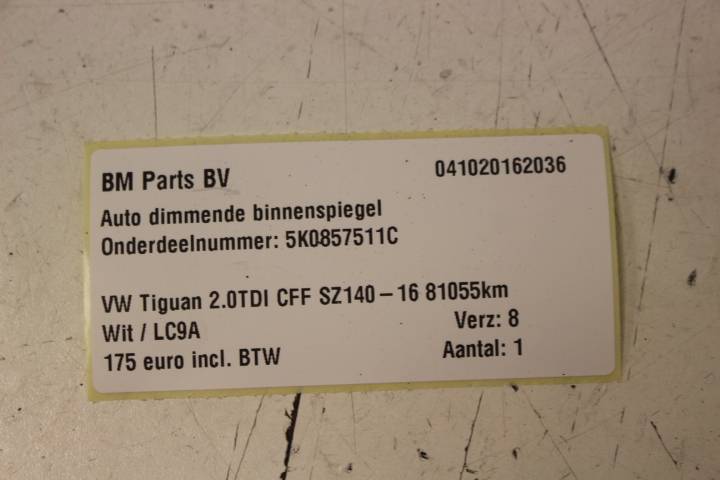 BM Parts BV 041020162036
Auto dimmende binnenspiegel
Onderdeelnummer: 5K0857511C
VW Tiguan 2.0TDI CFF SZ140-16 81055km
Wit / LC9A Verz: 8
175 euro incl. BTW Aantal: 1